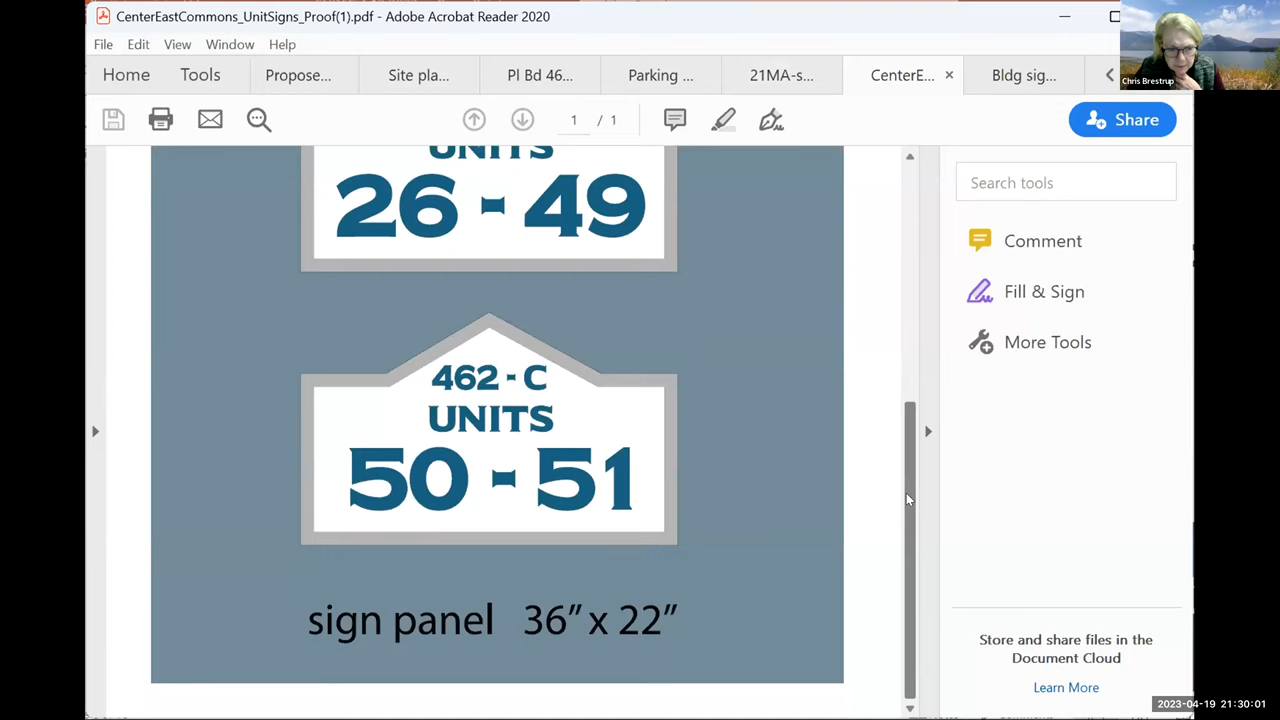 CenterEastCommons_UnitSigns_Proof(1).pdf - Adobe Acrobat Reader 2020
File Edit View Window Help
Home Tools Propose... Site pla... Pl Bd 46... Parking ... 21MA-s... CenterE... × Bldg sig...
1 / 1
Share
Chris Brestrup
Search tools
Comment
Fill & Sign
More Tools
UNITS
26 - 49
462 - C
UNITS
50 - 51
sign panel 36” x 22”
Store and share files in the
Document Cloud
Learn More
2023-04-19 21:30:01